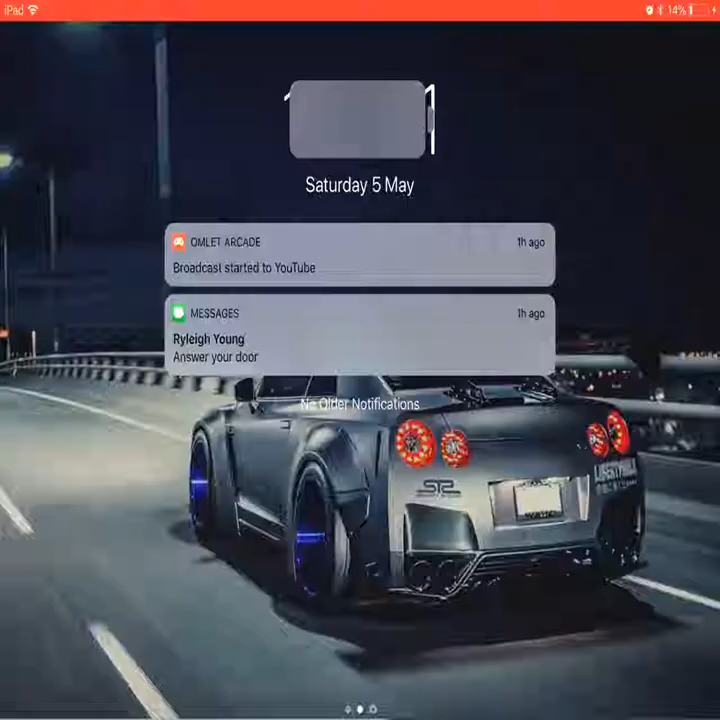 iPad 14%
Saturday 5 May
OMLET ARCADE 1h ago
Broadcast started to YouTube
MESSAGES 1h ago
Ryleigh Young
Answer your door
No Older Notifications